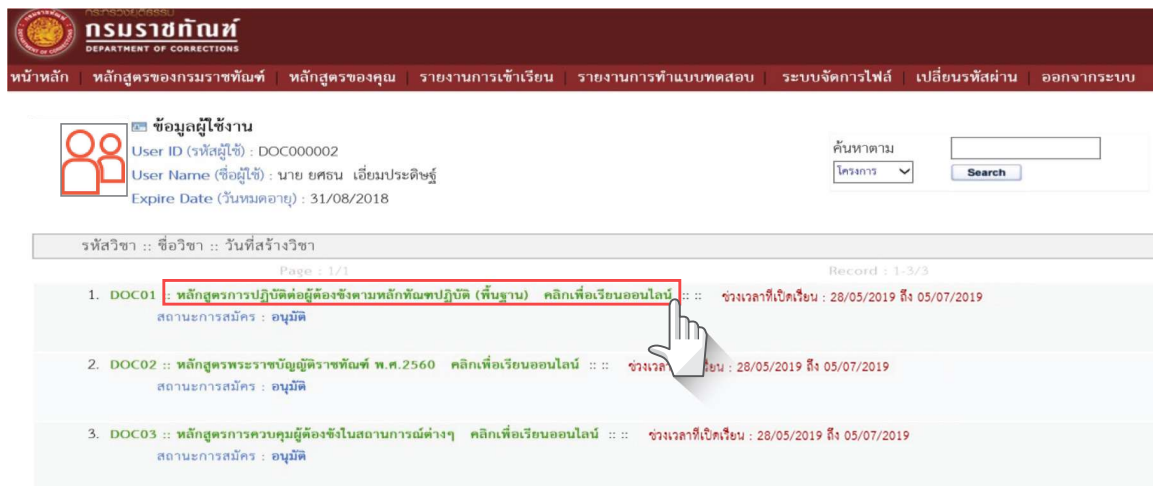 กระทรวงยุติธรรม
กรมราชทัณฑ์
DEPARTMENT OF CORRECTIONS
หน้าหลัก | หลักสูตรของกรมราชทัณฑ์ | หลักสูตรของคุณ | รายงานการเข้าเรียน | รายงานการทำแบบทดสอบ | ระบบจัดการไฟล์ | เปลี่ยนรหัสผ่าน | ออกจากระบบ
ข้อมูลผู้ใช้งาน
User ID (รหัสผู้ใช้) : DOC000002
User Name (ชื่อผู้ใช้) : นาย ยศธน เอี่ยมประดิษฐ์
Expire Date (วันหมดอายุ) : 31/08/2018
ค้นหาตาม
โครงการ Search
รหัสวิชา :: ชื่อวิชา :: วันที่สร้างวิชา
Page : 1/1 Record : 1-3/3
1. DOC01 :: หลักสูตรการปฏิบัติต่อผู้ต้องขังตามหลักทัณฑปฏิบัติ (พื้นฐาน) คลิกเพื่อเรียนออนไลน์ :: :: ช่วงเวลาที่เปิดเรียน : 28/05/2019 ถึง 05/07/2019
สถานะการสมัคร : อนุมัติ
2. DOC02 :: หลักสูตรพระราชบัญญัติราชทัณฑ์ พ.ศ.2560 คลิกเพื่อเรียนออนไลน์ :: :: ช่วงเวลา เรียน : 28/05/2019 ถึง 05/07/2019
สถานะการสมัคร : อนุมัติ
3. DOC03 :: หลักสูตรการควบคุมผู้ต้องขังในสถานการณ์ต่างๆ คลิกเพื่อเรียนออนไลน์ :: :: ช่วงเวลาที่เปิดเรียน : 28/05/2019 ถึง 05/07/2019
สถานะการสมัคร : อนุมัติ